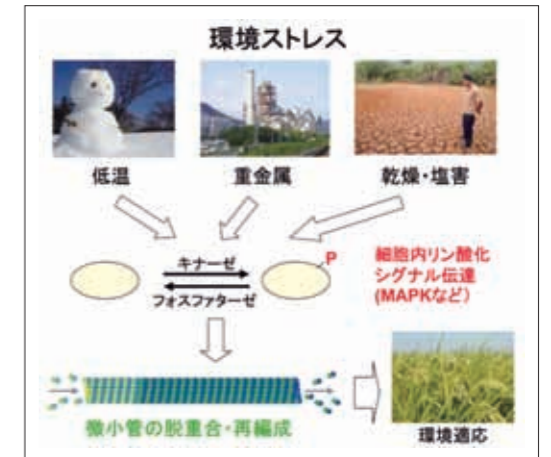 環境ストレス
低温
重金属
乾燥・塩害
キナーゼ
フォスファターゼ
P
細胞内リン酸化
シグナル伝達
(MAPKなど)
微小管の脱重合・再編成
環境適応